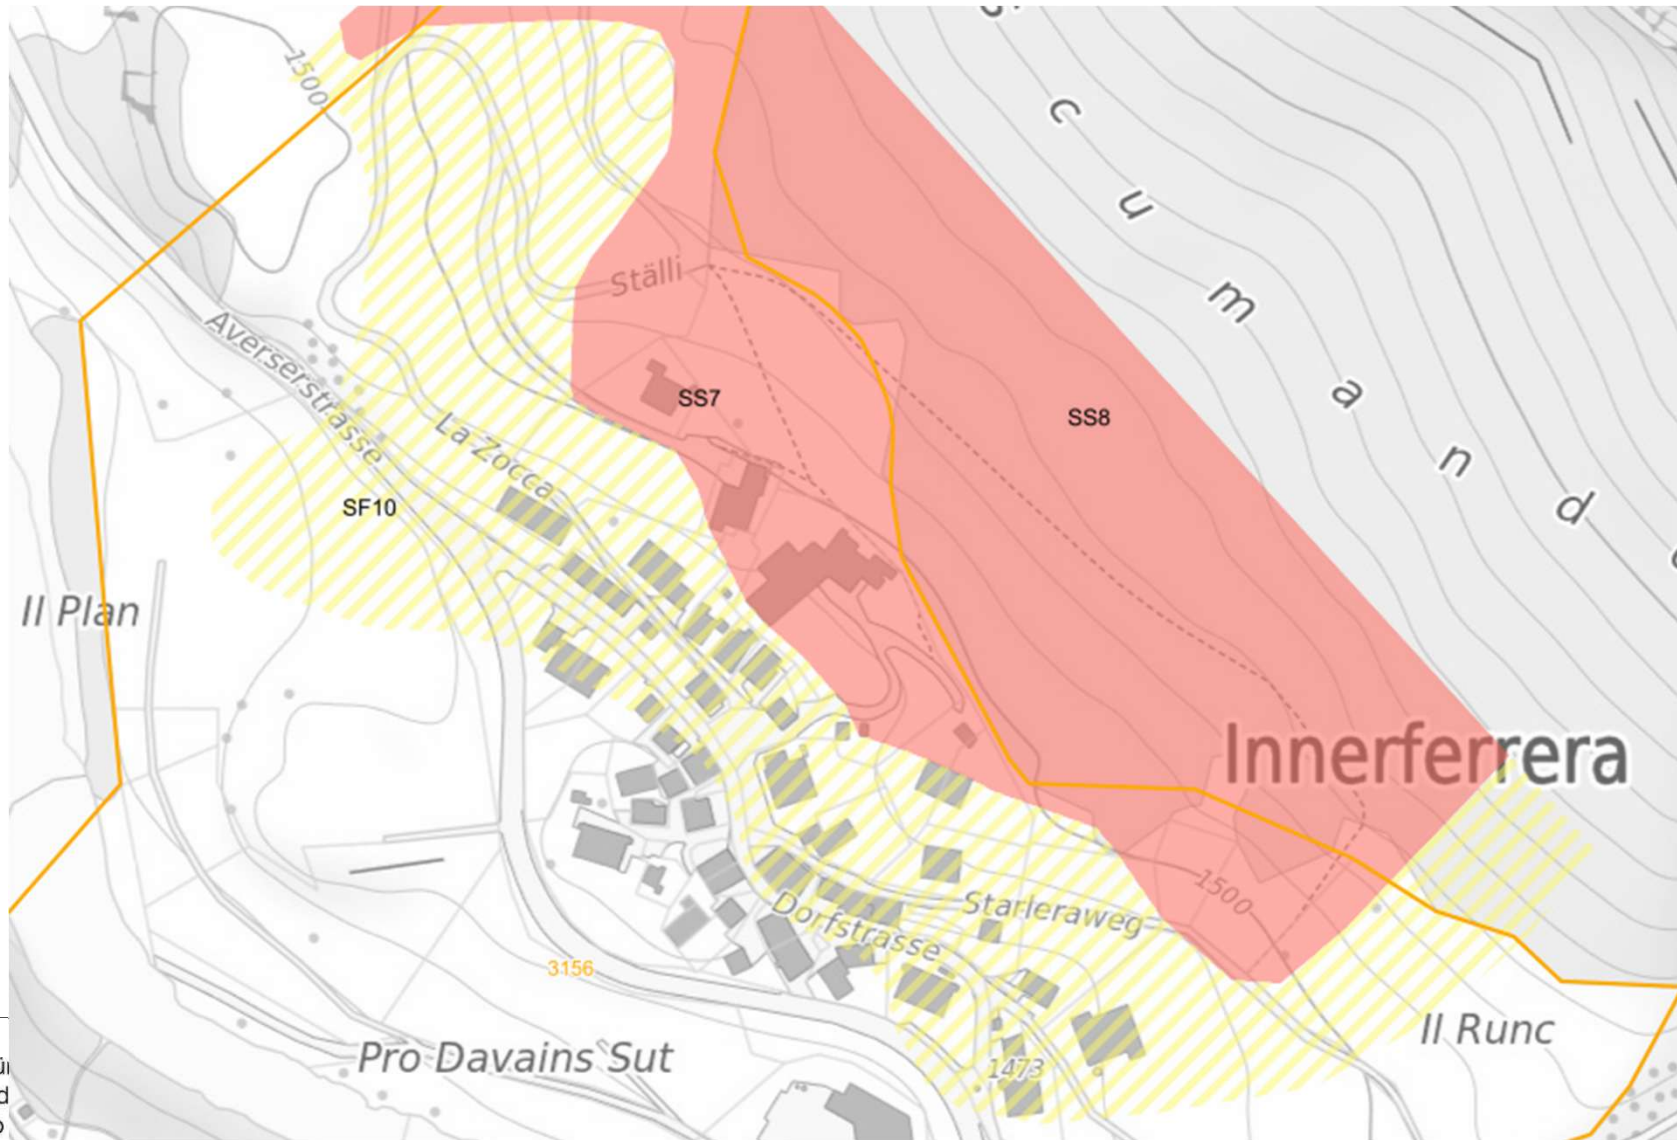 1500
c
u
m
a
n
d
Ställi
Averserstrasse
SS7
SS8
La Zocca
SF10
Il Plan
Innerferrera
1500
Starleraweg
Dorfstrasse
3156
Il Runc
Pro Davains Sut
1473